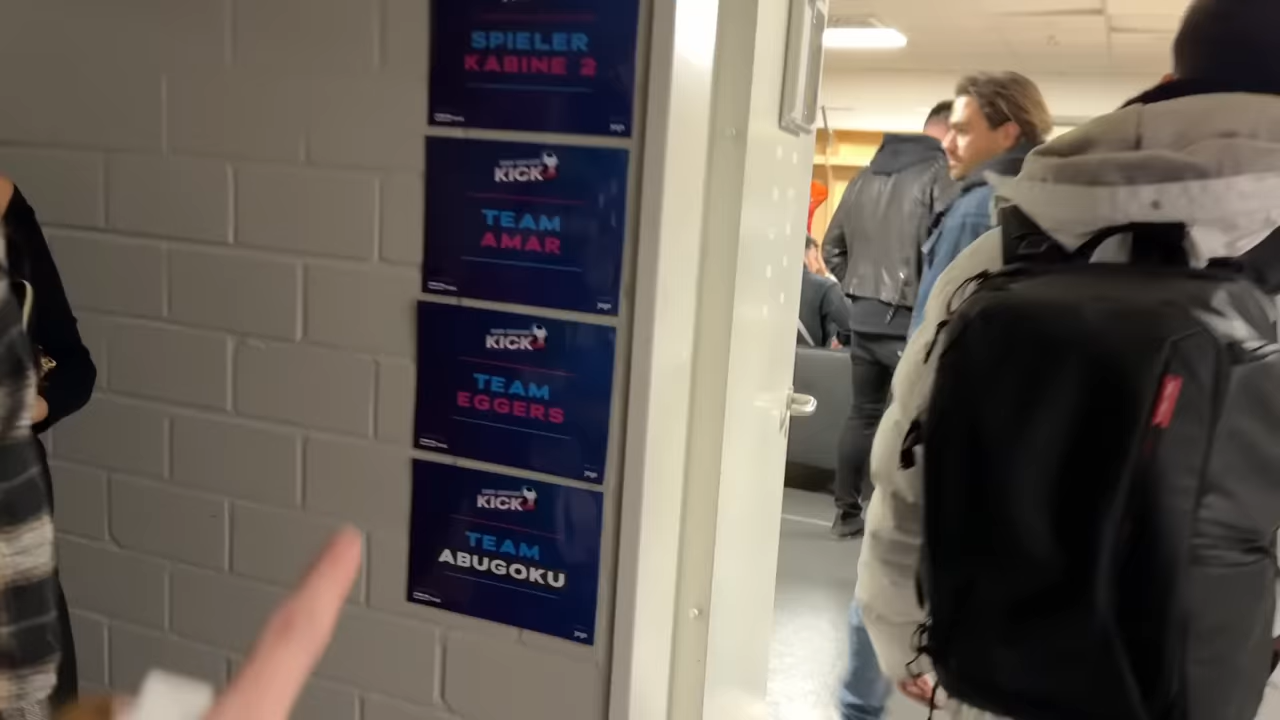 SPIELER
KABINE 2
KICK
TEAM
AMAR
KICK
TEAM
EGGERS
KICK
TEAM
ABUGOKU